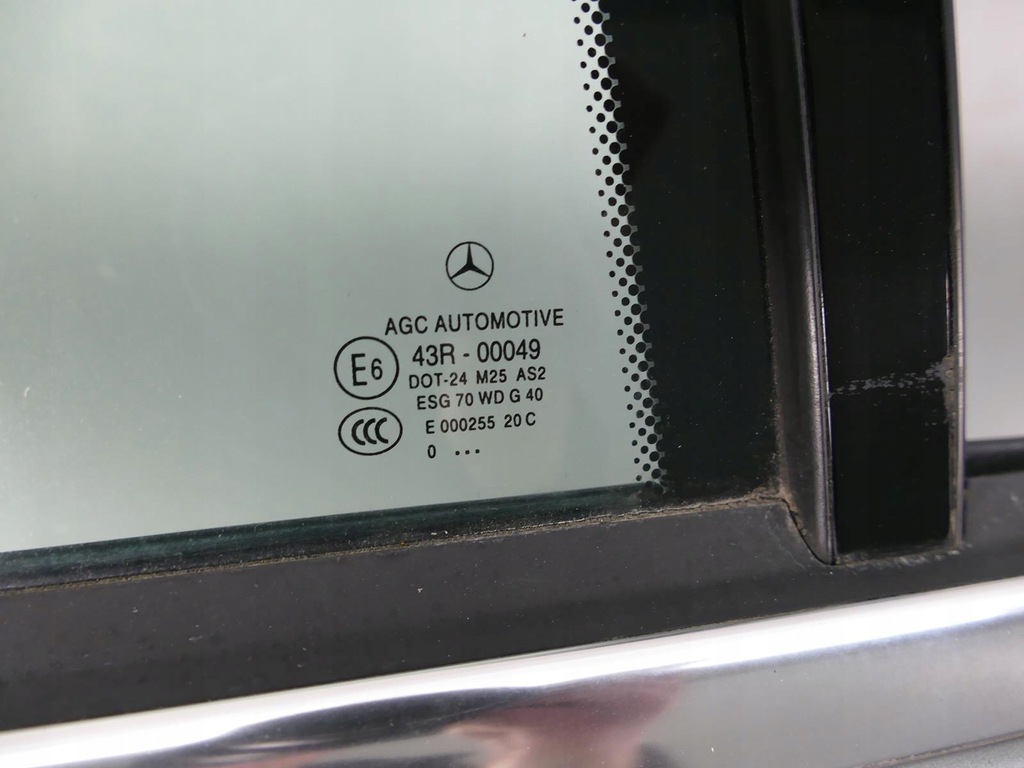 AGC AUTOMOTIVE
E6 43R - 00049
DOT-24 M25 AS2
ESG 70 WD G 40
CCC E 000255 20 C
0 ...